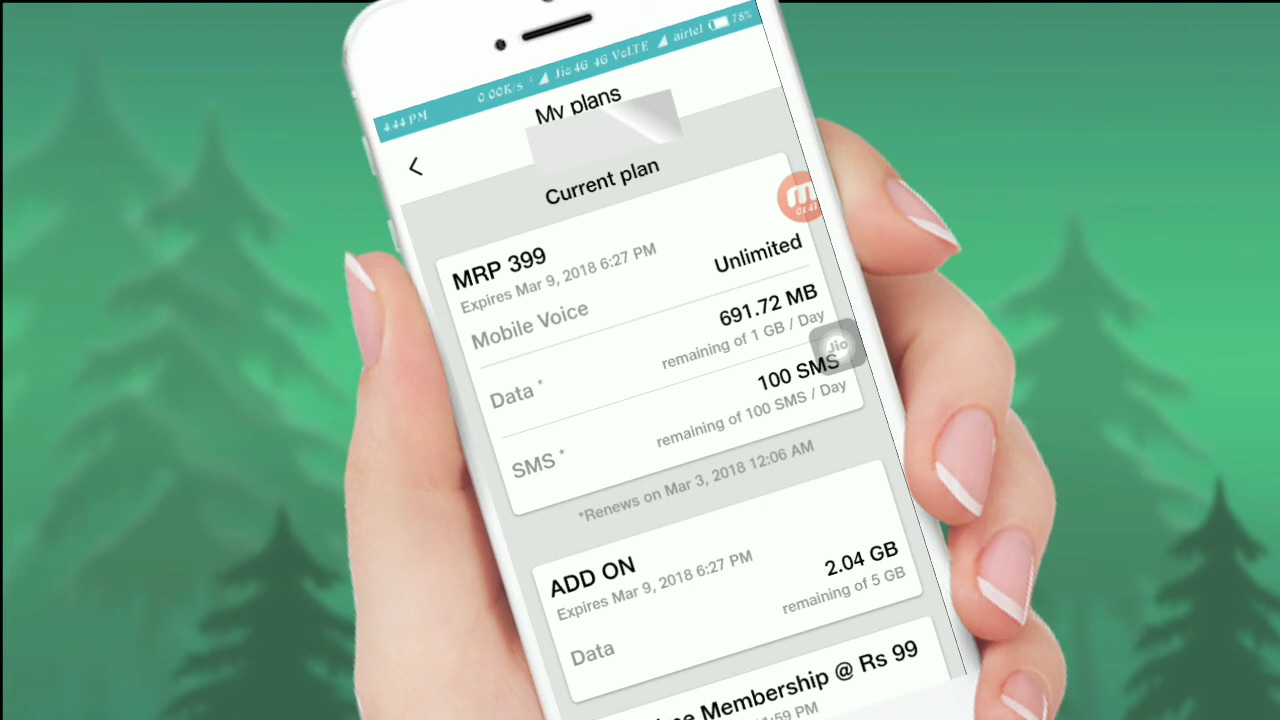 4:44 PM 0.00K/s Jio 4G 4G VoLTE airtel 78%
My plans
Current plan
MRP 399
Expires Mar 9, 2018 6:27 PM
Mobile Voice Unlimited
691.72 MB
Data * remaining of 1 GB / Day
Jio
100 SMS
SMS * remaining of 100 SMS / Day
*Renews on Mar 3, 2018 12:06 AM
ADD ON
Expires Mar 9, 2018 6:27 PM
2.04 GB
Data remaining of 5 GB
Membership @ Rs 99
:59 PM